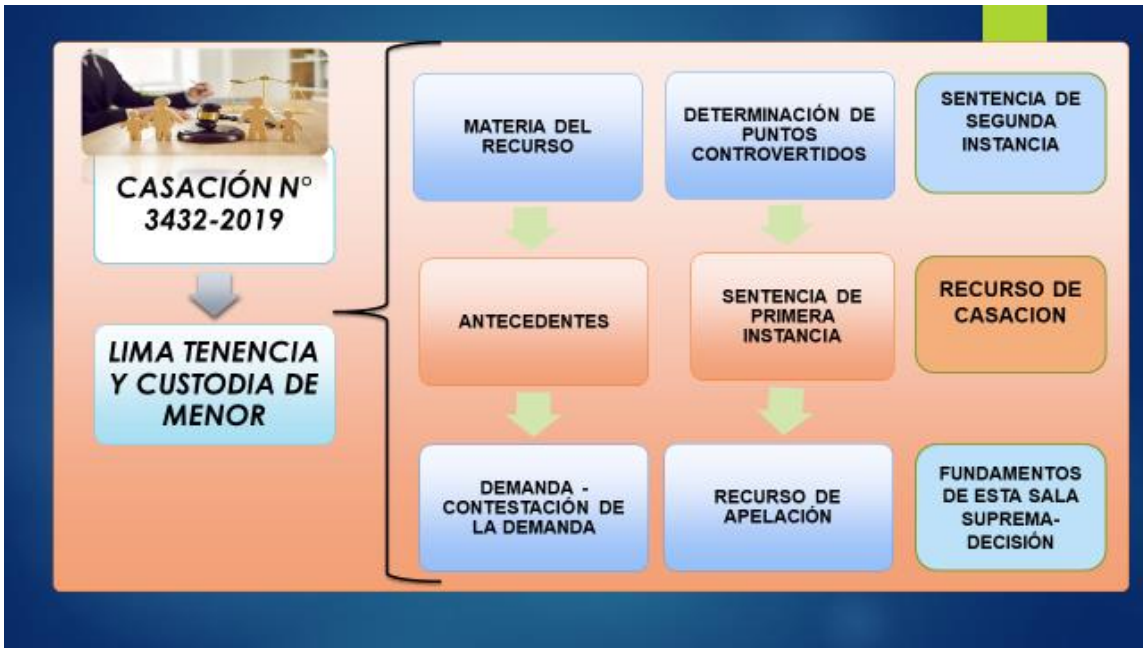 CASACIÓN N°
3432-2019
LIMA TENENCIA
Y CUSTODIA DE
MENOR
MATERIA DEL
RECURSO
ANTECEDENTES
DEMANDA -
CONTESTACIÓN DE
LA DEMANDA
DETERMINACIÓN DE
PUNTOS
CONTROVERTIDOS
SENTENCIA DE
PRIMERA
INSTANCIA
RECURSO DE
APELACIÓN
SENTENCIA DE
SEGUNDA
INSTANCIA
RECURSO DE
CASACION
FUNDAMENTOS
DE ESTA SALA
SUPREMA-
DECISIÓN